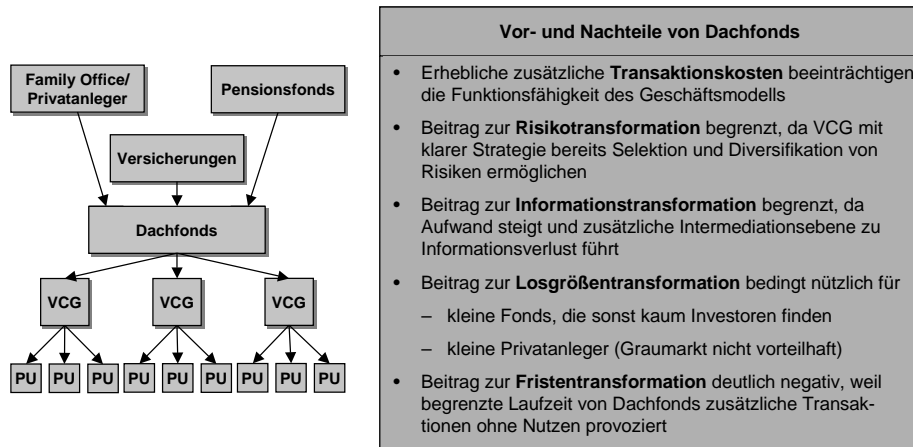 Family Office/
Privatanleger
Pensionsfonds
Versicherungen
Dachfonds
VCG
VCG
VCG
PU
PU
PU
PU
PU
PU
PU
PU
PU
Vor- und Nachteile von Dachfonds
• Erhebliche zusätzliche Transaktionskosten beeinträchtigen
die Funktionsfähigkeit des Geschäftsmodells
• Beitrag zur Risikotransformation begrenzt, da VCG mit
klarer Strategie bereits Selektion und Diversifikation von
Risiken ermöglichen
• Beitrag zur Informationstransformation begrenzt, da
Aufwand steigt und zusätzliche Intermediationsebene zu
Informationsverlust führt
• Beitrag zur Losgrößentransformation bedingt nützlich für
– kleine Fonds, die sonst kaum Investoren finden
– kleine Privatanleger (Graumarkt nicht vorteilhaft)
• Beitrag zur Fristentransformation deutlich negativ, weil
begrenzte Laufzeit von Dachfonds zusätzliche Transak-
tionen ohne Nutzen provoziert